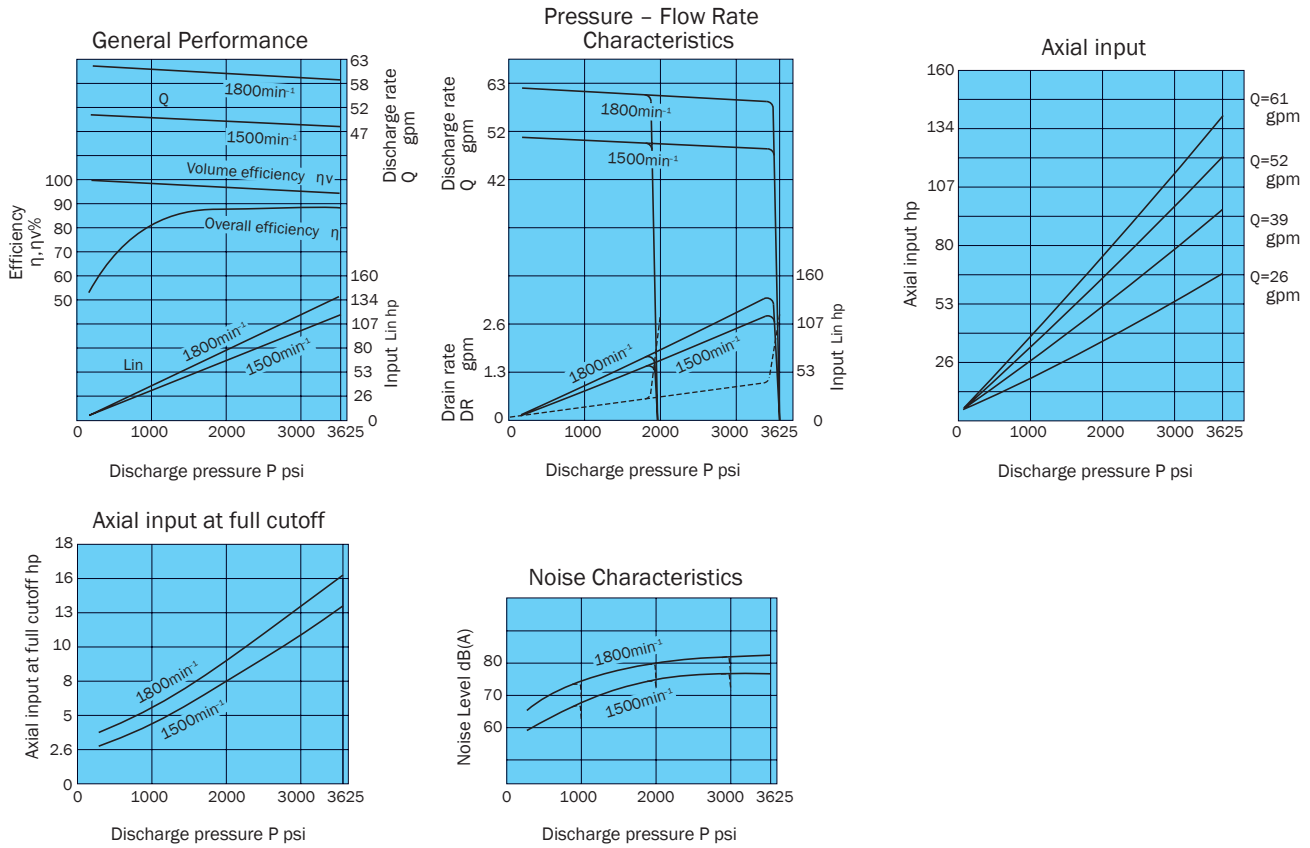 General Performance
63
58
52
47
Discharge rate
Q gpm
1800min⁻¹
Q
1500min⁻¹
Volume efficiency ηv
Overall efficiency η
100
90
80
70
60
50
Efficiency
η,ηv%
160
134
107
80
53
26
0
Input Lin hp
Lin
1800min⁻¹
1500min⁻¹
0 1000 2000 3000 3625
Discharge pressure P psi
Pressure – Flow Rate
Characteristics
63
52
42
Discharge rate
Q gpm
1800min⁻¹
1500min⁻¹
2.6
1.3
0
Drain rate
DR gpm
160
107
53
0
Input Lin hp
1800min⁻¹
1500min⁻¹
0 1000 2000 3000 3625
Discharge pressure P psi
Axial input
160
134
107
80
53
26
Axial input hp
Q=61
gpm
Q=52
gpm
Q=39
gpm
Q=26
gpm
0 1000 2000 3000 3625
Discharge pressure P psi
Axial input at full cutoff
18
16
13
10
8
5
2.6
0
Axial input at full cutoff hp
1800min⁻¹
1500min⁻¹
0 1000 2000 3000 3625
Discharge pressure P psi
Noise Characteristics
80
70
60
Noise Level dB(A)
1800min⁻¹
1500min⁻¹
0 1000 2000 3000 3625
Discharge pressure P psi